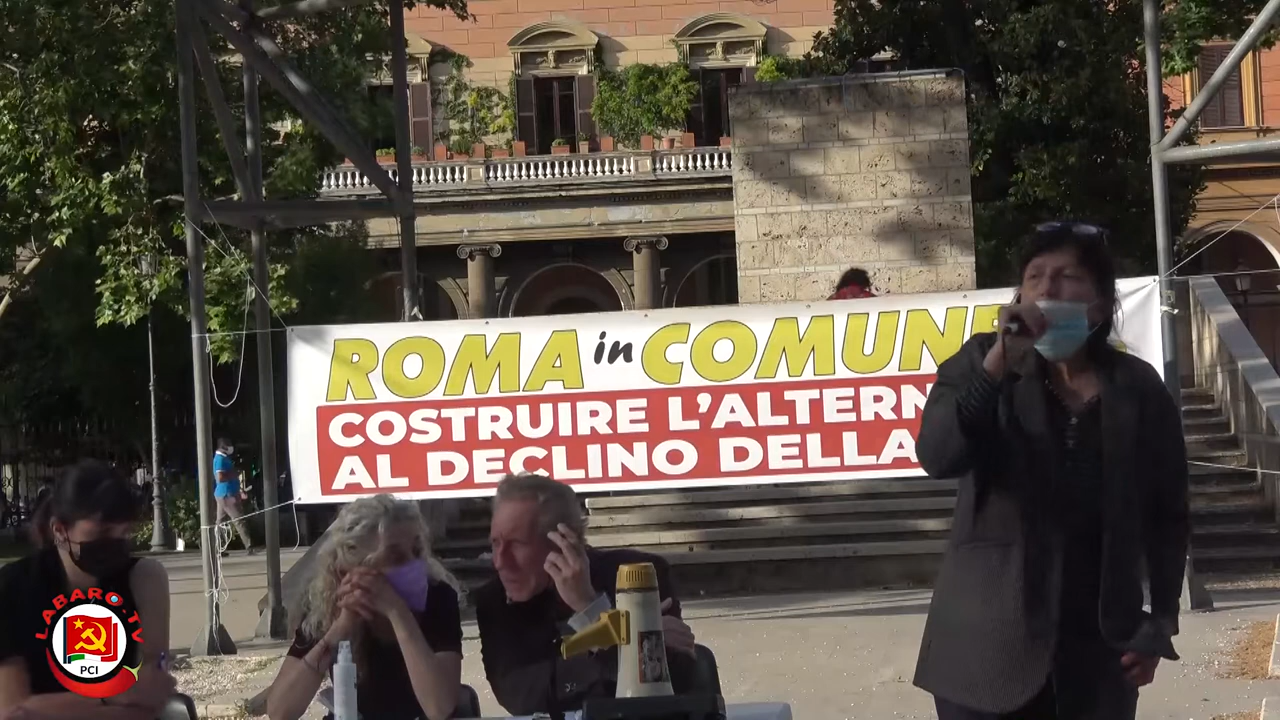 ROMA in COMUNE
COSTRUIRE L'ALTERN
AL DECLINO DELLA
LABARO.TV
PCI